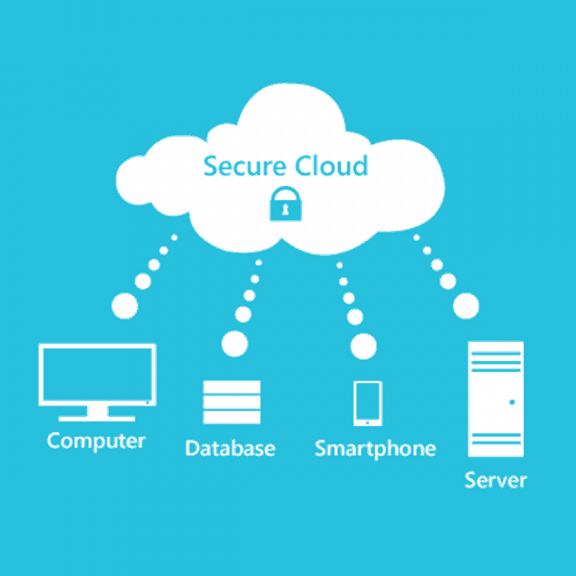 Secure Cloud
Computer
Database
Smartphone
Server